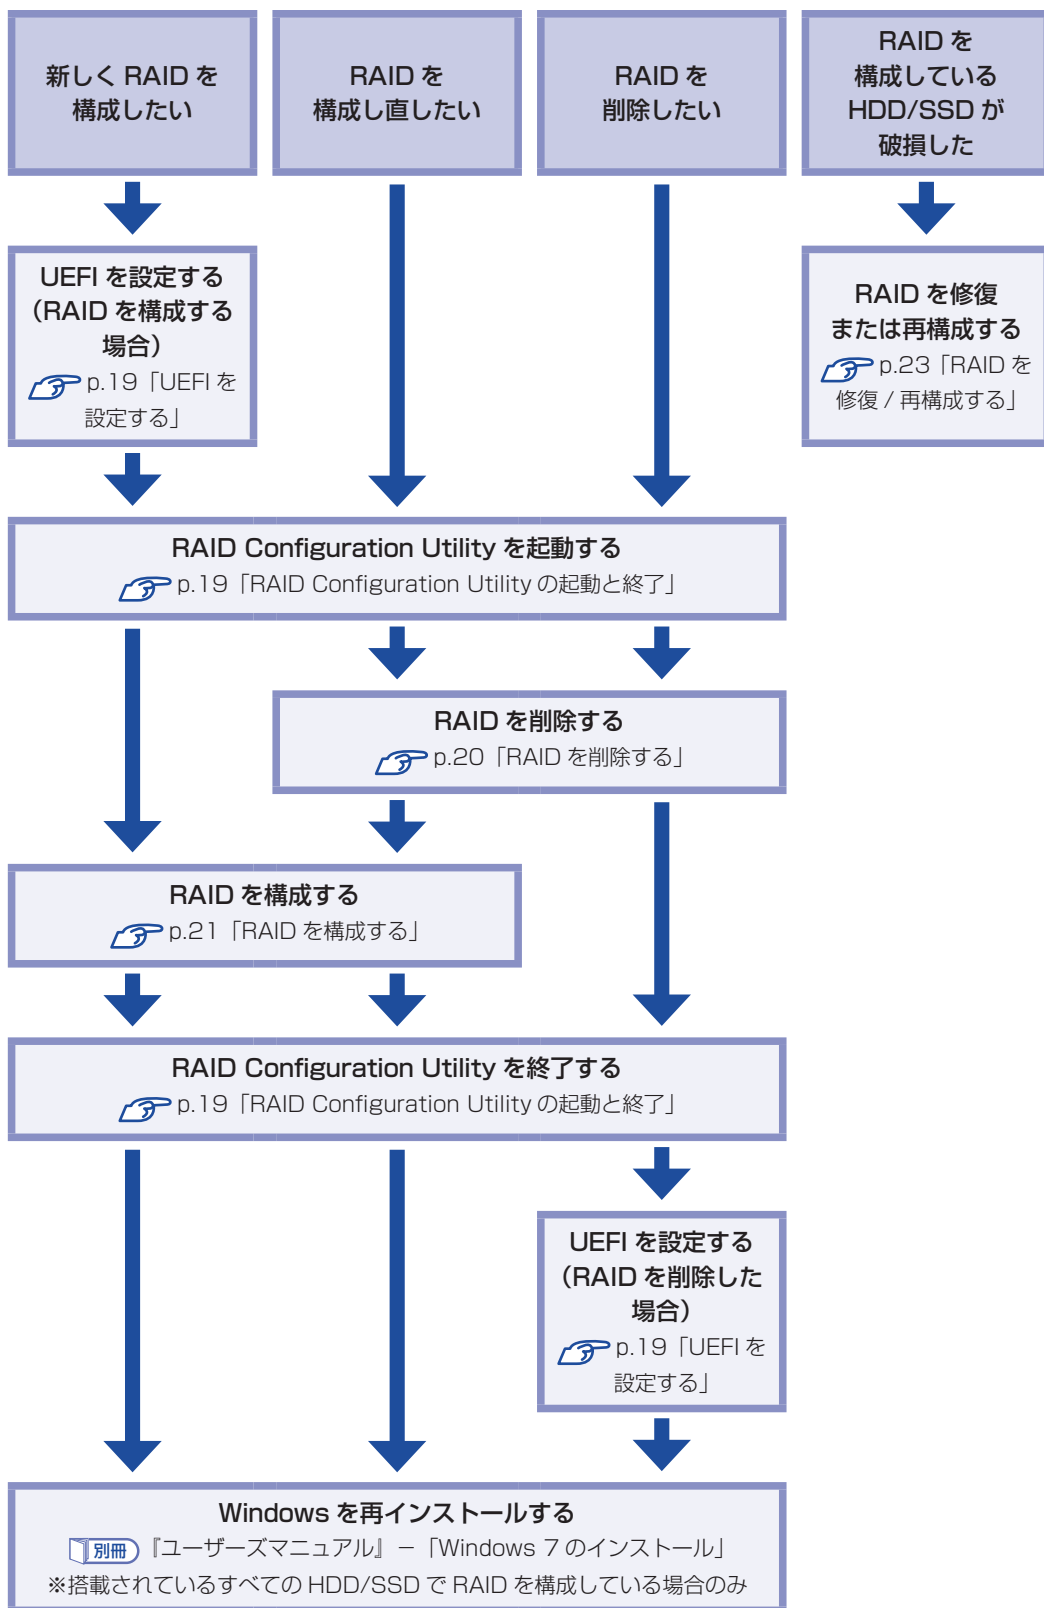 新しく RAID を
構成したい
RAID を
構成し直したい
RAID を
削除したい
RAID を
構成している
HDD/SSD が
破損した
UEFI を設定する
（RAID を構成する
場合）
p.19「UEFI を
設定する」
RAID を修復
または再構成する
p.23「RAID を
修復 / 再構成する」
RAID Configuration Utility を起動する
p.19「RAID Configuration Utility の起動と終了」
RAID を削除する
p.20「RAID を削除する」
RAID を構成する
p.21「RAID を構成する」
RAID Configuration Utility を終了する
p.19「RAID Configuration Utility の起動と終了」
UEFI を設定する
（RAID を削除した
場合）
p.19「UEFI を
設定する」
Windows を再インストールする
別冊 『ユーザーズマニュアル』－「Windows 7 のインストール」
※搭載されているすべての HDD/SSD で RAID を構成している場合のみ